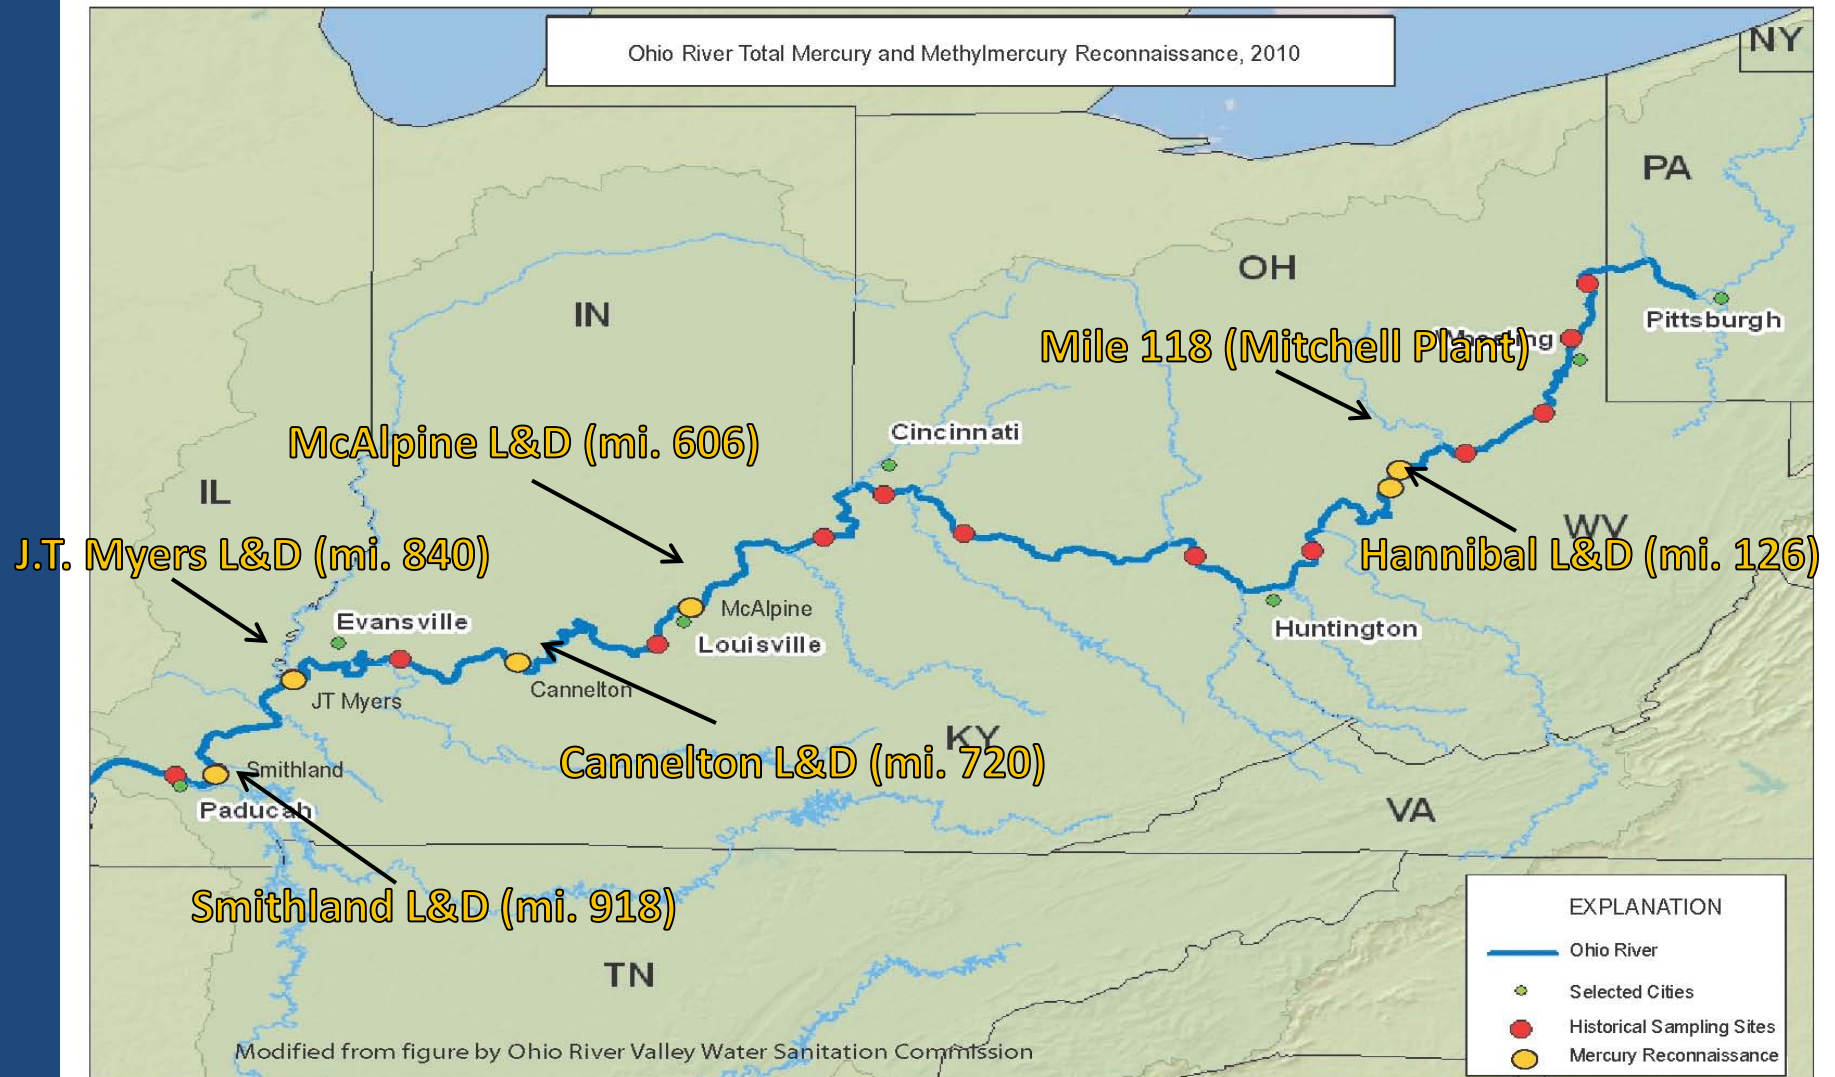 Ohio River Total Mercury and Methylmercury Reconnaissance, 2010
NY
PA
OH
IN
Pittsburgh
Wheeling
Mile 118 (Mitchell Plant)
Cincinnati
McAlpine L&D (mi. 606)
IL
WV
J.T. Myers L&D (mi. 840)
Hannibal L&D (mi. 126)
McAlpine
Evansville
Huntington
Louisville
Cannelton
JT Myers
KY
Cannelton L&D (mi. 720)
Smithland
Paducah
VA
Smithland L&D (mi. 918)
TN
EXPLANATION
Ohio River
Selected Cities
Historical Sampling Sites
Mercury Reconnaissance
Modified from figure by Ohio River Valley Water Sanitation Commission